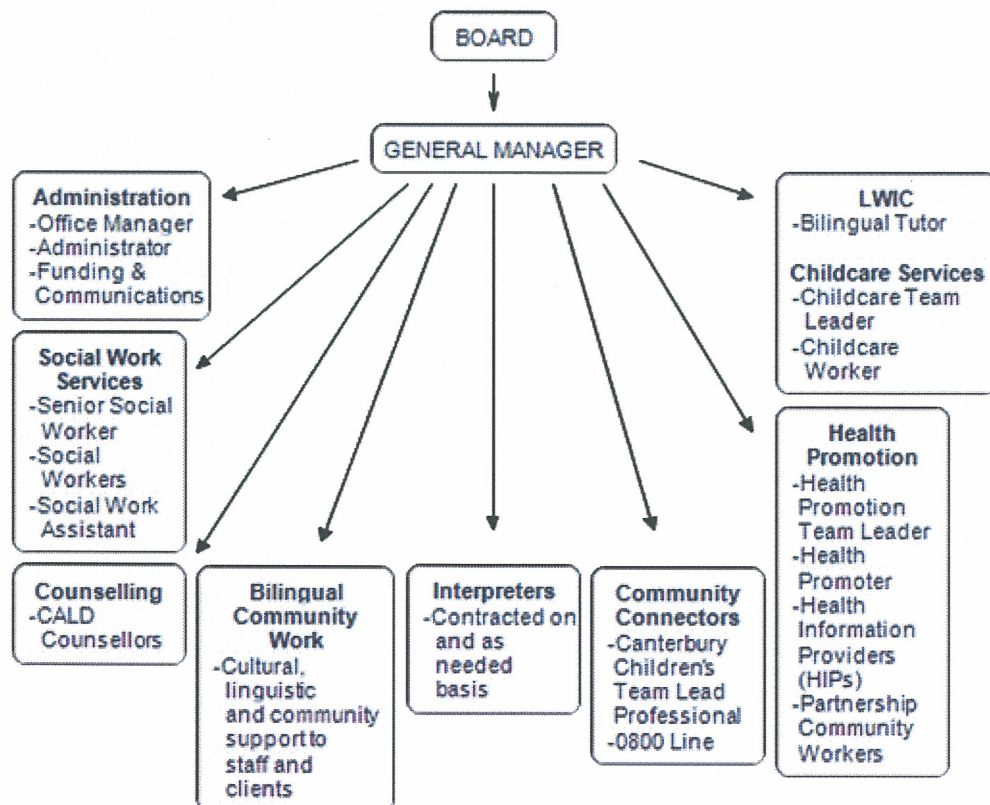 BOARD
GENERAL MANAGER
Administration
-Office Manager
-Administrator
-Funding &
Communications
Social Work
Services
-Senior Social
Worker
-Social
Workers
-Social Work
Assistant
Counselling
-CALD
Counsellors
Bilingual
Community
Work
-Cultural,
linguistic
and community
support to
staff and
clients
Interpreters
-Contracted on
and as
needed
basis
Community
Connectors
-Canterbury
Children's
Team Lead
Professional
-0800 Line
LWIC
-Bilingual Tutor
Childcare Services
-Childcare Team
Leader
-Childcare
Worker
Health
Promotion
-Health
Promotion
Team Leader
-Health
Promoter
-Health
Information
Providers
(HIPs)
-Partnership
Community
Workers